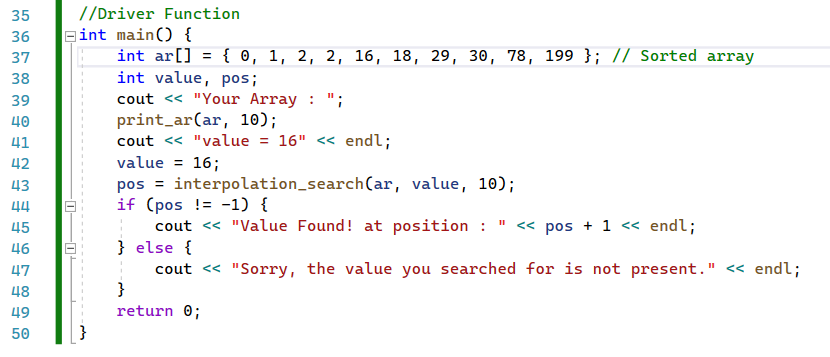 35 //Driver Function
36 int main() {
37 int ar[] = { 0, 1, 2, 2, 16, 18, 29, 30, 78, 199 }; // Sorted array
38 int value, pos;
39 cout << "Your Array : ";
40 print_ar(ar, 10);
41 cout << "value = 16" << endl;
42 value = 16;
43 pos = interpolation_search(ar, value, 10);
44 if (pos != -1) {
45 cout << "Value Found! at position : " << pos + 1 << endl;
46 } else {
47 cout << "Sorry, the value you searched for is not present." << endl;
48 }
49 return 0;
50 }